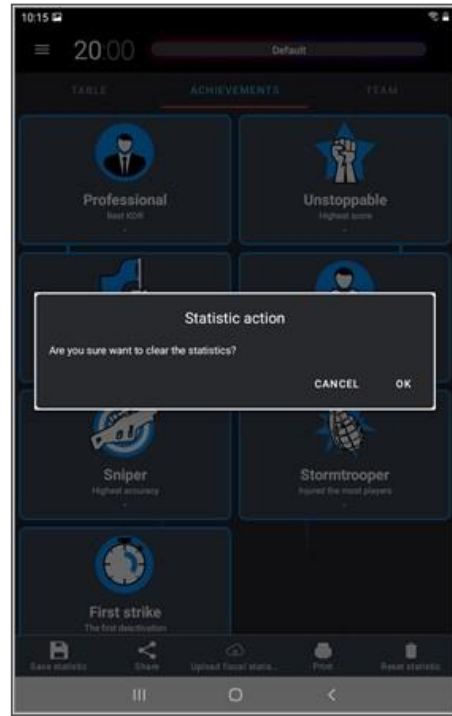 10:15
20:00
Default
TABLE
ACHIEVEMENTS
TEAM
Professional
Best KDR
-
Unstoppable
Highest score
-
Statistic action
Are you sure want to clear the statistics?
CANCEL
OK
Sniper
Highest accuracy
-
Stormtrooper
Injured the most players
-
First strike
The first deactivation
Save statistic
Share
Upload fiscal statis...
Print
Reset statistic